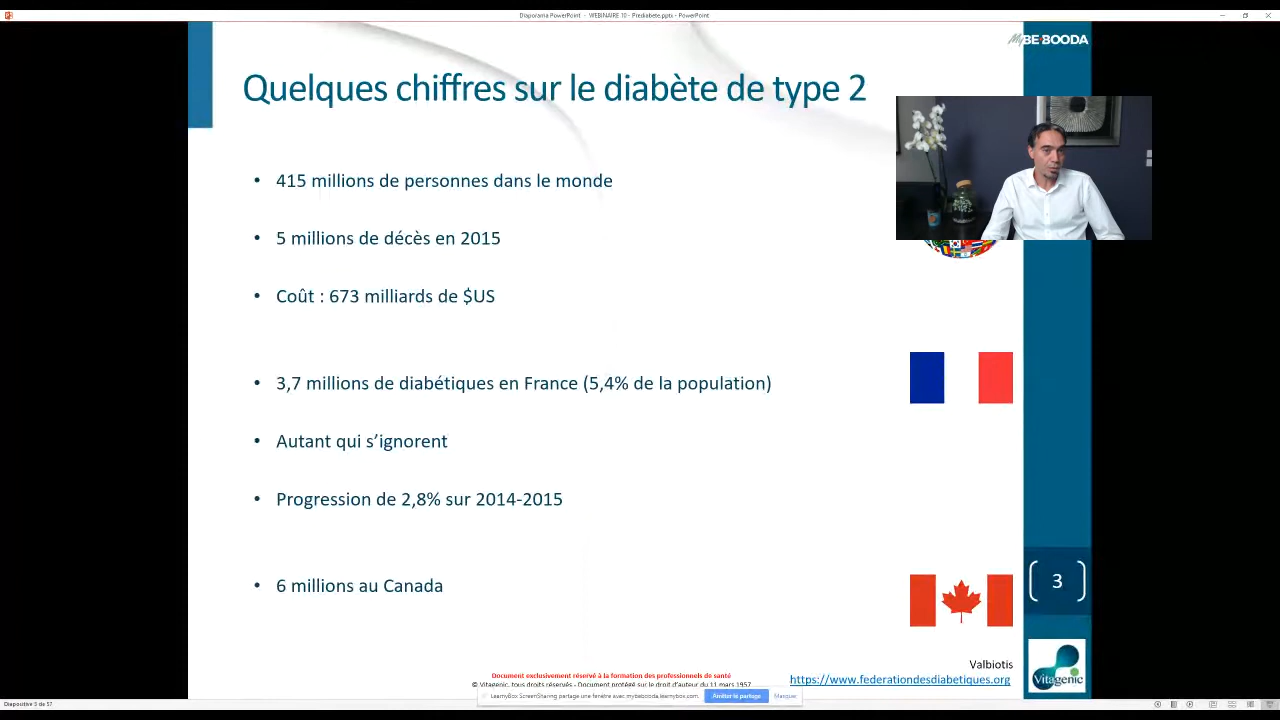 Diaporama PowerPoint - WEBINAIRE 10 - Prediabete.pptx - PowerPoint
MyBE-BOODA
Quelques chiffres sur le diabète de type 2
• 415 millions de personnes dans le monde
• 5 millions de décès en 2015
• Coût : 673 milliards de $US
• 3,7 millions de diabétiques en France (5,4% de la population)
• Autant qui s’ignorent
• Progression de 2,8% sur 2014-2015
• 6 millions au Canada
3
Valbiotis
https://www.federationdesdiabetiques.org
Vitagenic
Document exclusivement réservé à la formation des professionnels de santé
© Vitagenic, tous droits réservés - Document protégé sur le droit d’auteur du 11 mars 1957
LearnyBox ScreenSharing partage une fenêtre avec mybebooda.learnybox.com.
Arrêter le partage
Masquer
Diapositive 3 de 57